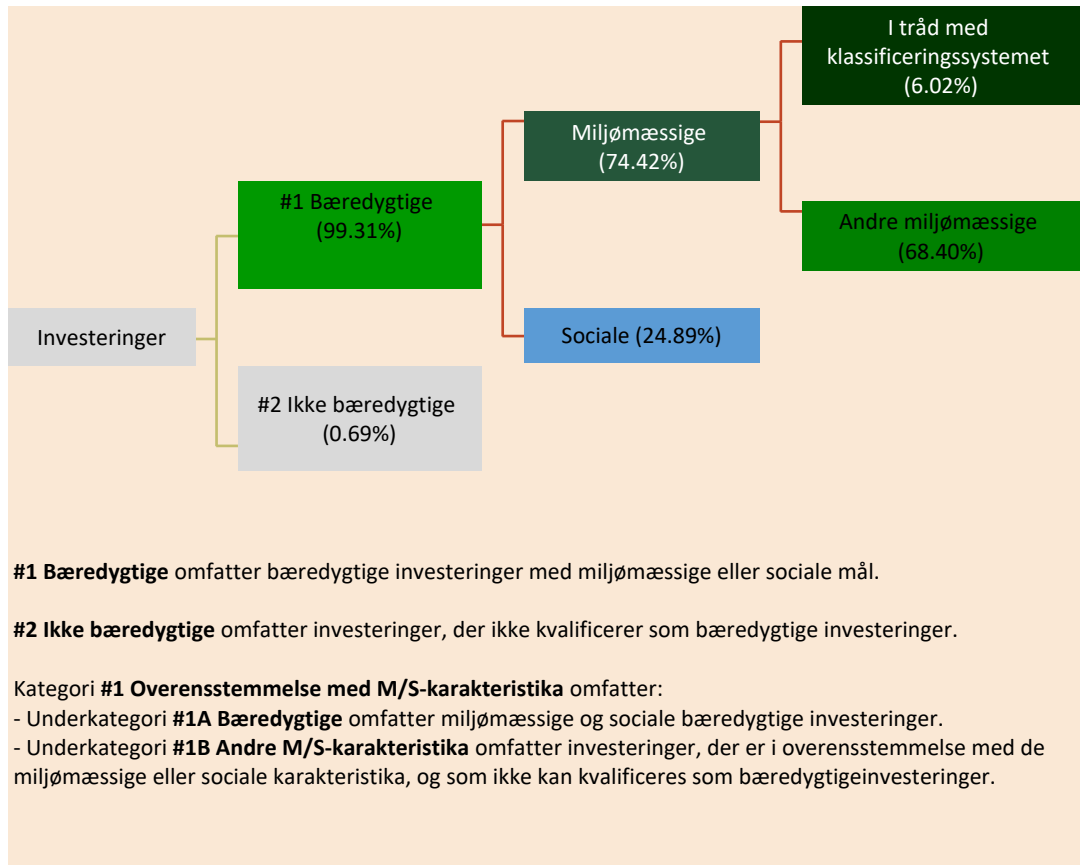 I tråd med
klassificeringssystemet
(6.02%)
Miljømæssige
(74.42%)
#1 Bæredygtige
(99.31%)
Andre miljømæssige
(68.40%)
Investeringer
Sociale (24.89%)
#2 Ikke bæredygtige
(0.69%)
#1 Bæredygtige omfatter bæredygtige investeringer med miljømæssige eller sociale mål.
#2 Ikke bæredygtige omfatter investeringer, der ikke kvalificerer som bæredygtige investeringer.
Kategori #1 Overensstemmelse med M/S-karakteristika omfatter:
- Underkategori #1A Bæredygtige omfatter miljømæssige og sociale bæredygtige investeringer.
- Underkategori #1B Andre M/S-karakteristika omfatter investeringer, der er i overensstemmelse med de
miljømæssige eller sociale karakteristika, og som ikke kan kvalificeres som bæredygtigeinvesteringer.